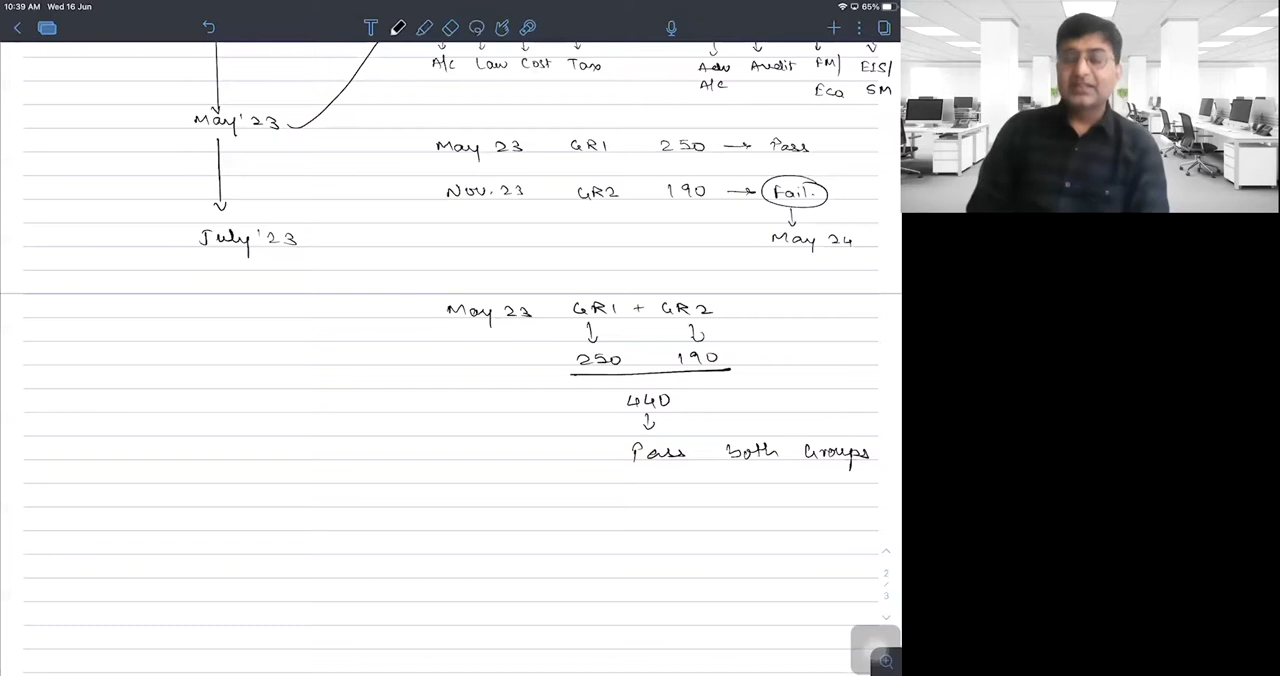 10:39 AM Wed 16 Jun 65%
T
A/c Law Cost Tax Adv A/c Audit FM/ Eco EIS/ SM
May'23
May 23 GR1 250 → Pass
Nov. 23 GR2 190 → Fail.
July'23
May 24
May 23 GR1 + GR2
250 190
440
Pass both Groups
2
/
3